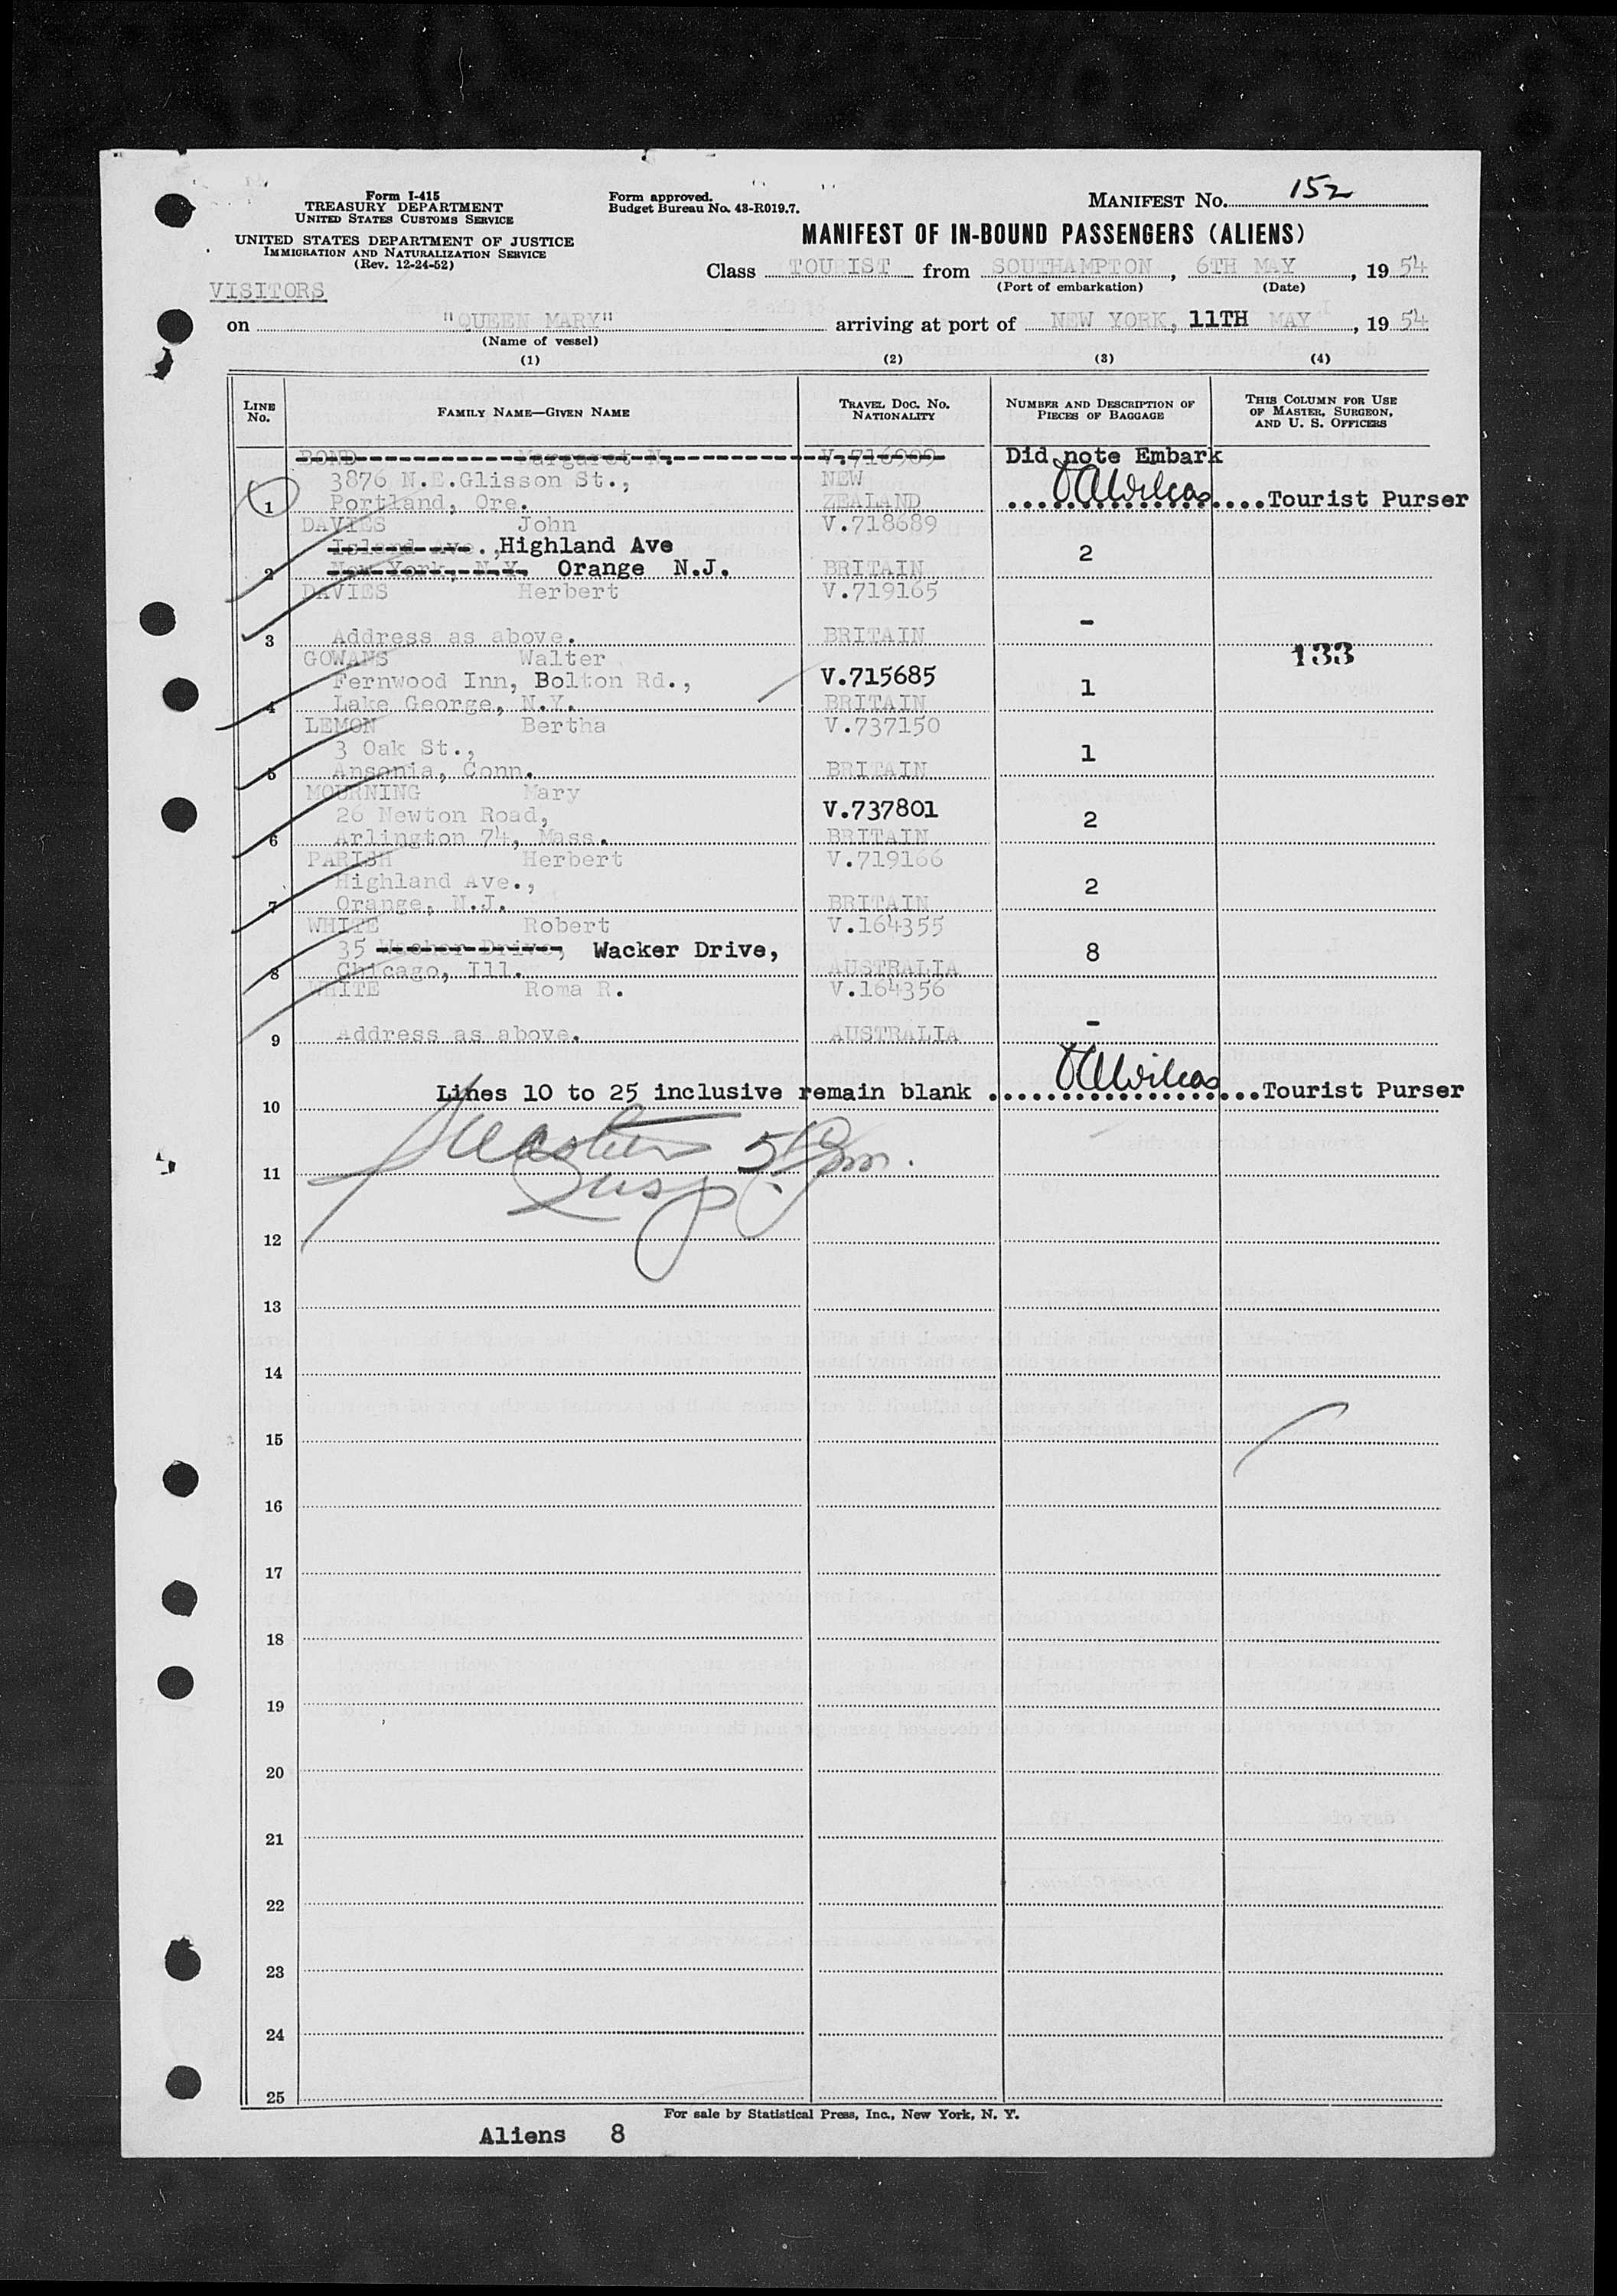 Form I-415
TREASURY DEPARTMENT
UNITED STATES CUSTOMS SERVICE
UNITED STATES DEPARTMENT OF JUSTICE
IMMIGRATION AND NATURALIZATION SERVICE
(Rev. 12-24-52)
Form approved.
Budget Bureau No. 43-R019.7.
MANIFEST No. 152
MANIFEST OF IN-BOUND PASSENGERS (ALIENS)
Class TOURIST from SOUTHAMPTON, 6TH MAY, 19 54
(Port of embarkation) (Date)
VISITORS
on "QUEEN MARY" arriving at port of NEW YORK, 11TH MAY, 19 54
(Name of vessel)
(1) (2) (3) (4)
LINE No. FAMILY NAME—GIVEN NAME TRAVEL DOC. No. NATIONALITY NUMBER AND DESCRIPTION OF PIECES OF BAGGAGE THIS COLUMN FOR USE OF MASTER, SURGEON, AND U. S. OFFICERS
BOND Margaret N. V.716909 Did note Embark
3876 N.E.Glisson St., NEW
1 Portland, Ore. ZEALAND Tourist Purser
DAVIES John V.718689
Island Ave., Highland Ave 2
2 New York, N.Y. Orange N.J. BRITAIN
DAVIES Herbert V.719165
-
3 Address as above. BRITAIN
133
GOWANS Walter
Fernwood Inn, Bolton Rd., V.715685 1
4 Lake George, N.Y. BRITAIN
LEMON Bertha V.737150
3 Oak St., 1
5 Ansonia, Conn. BRITAIN
MOURNING Mary
26 Newton Road, V.737801 2
6 Arlington 74, Mass. BRITAIN
PARISH Herbert V.719166
Highland Ave., 2
7 Orange, N.J. BRITAIN
WHITE Robert V.164355
35 Wacher Drive, Wacker Drive, 8
8 Chicago, Ill. AUSTRALIA
WHITE Roma R. V.164356
-
9 Address as above. AUSTRALIA
Lines 10 to 25 inclusive remain blank Tourist Purser
10
11
Insp.
12
13
14
15
16
17
18
19
20
21
22
23
24
25
For sale by Statistical Press, Inc., New York, N. Y.
Aliens 8